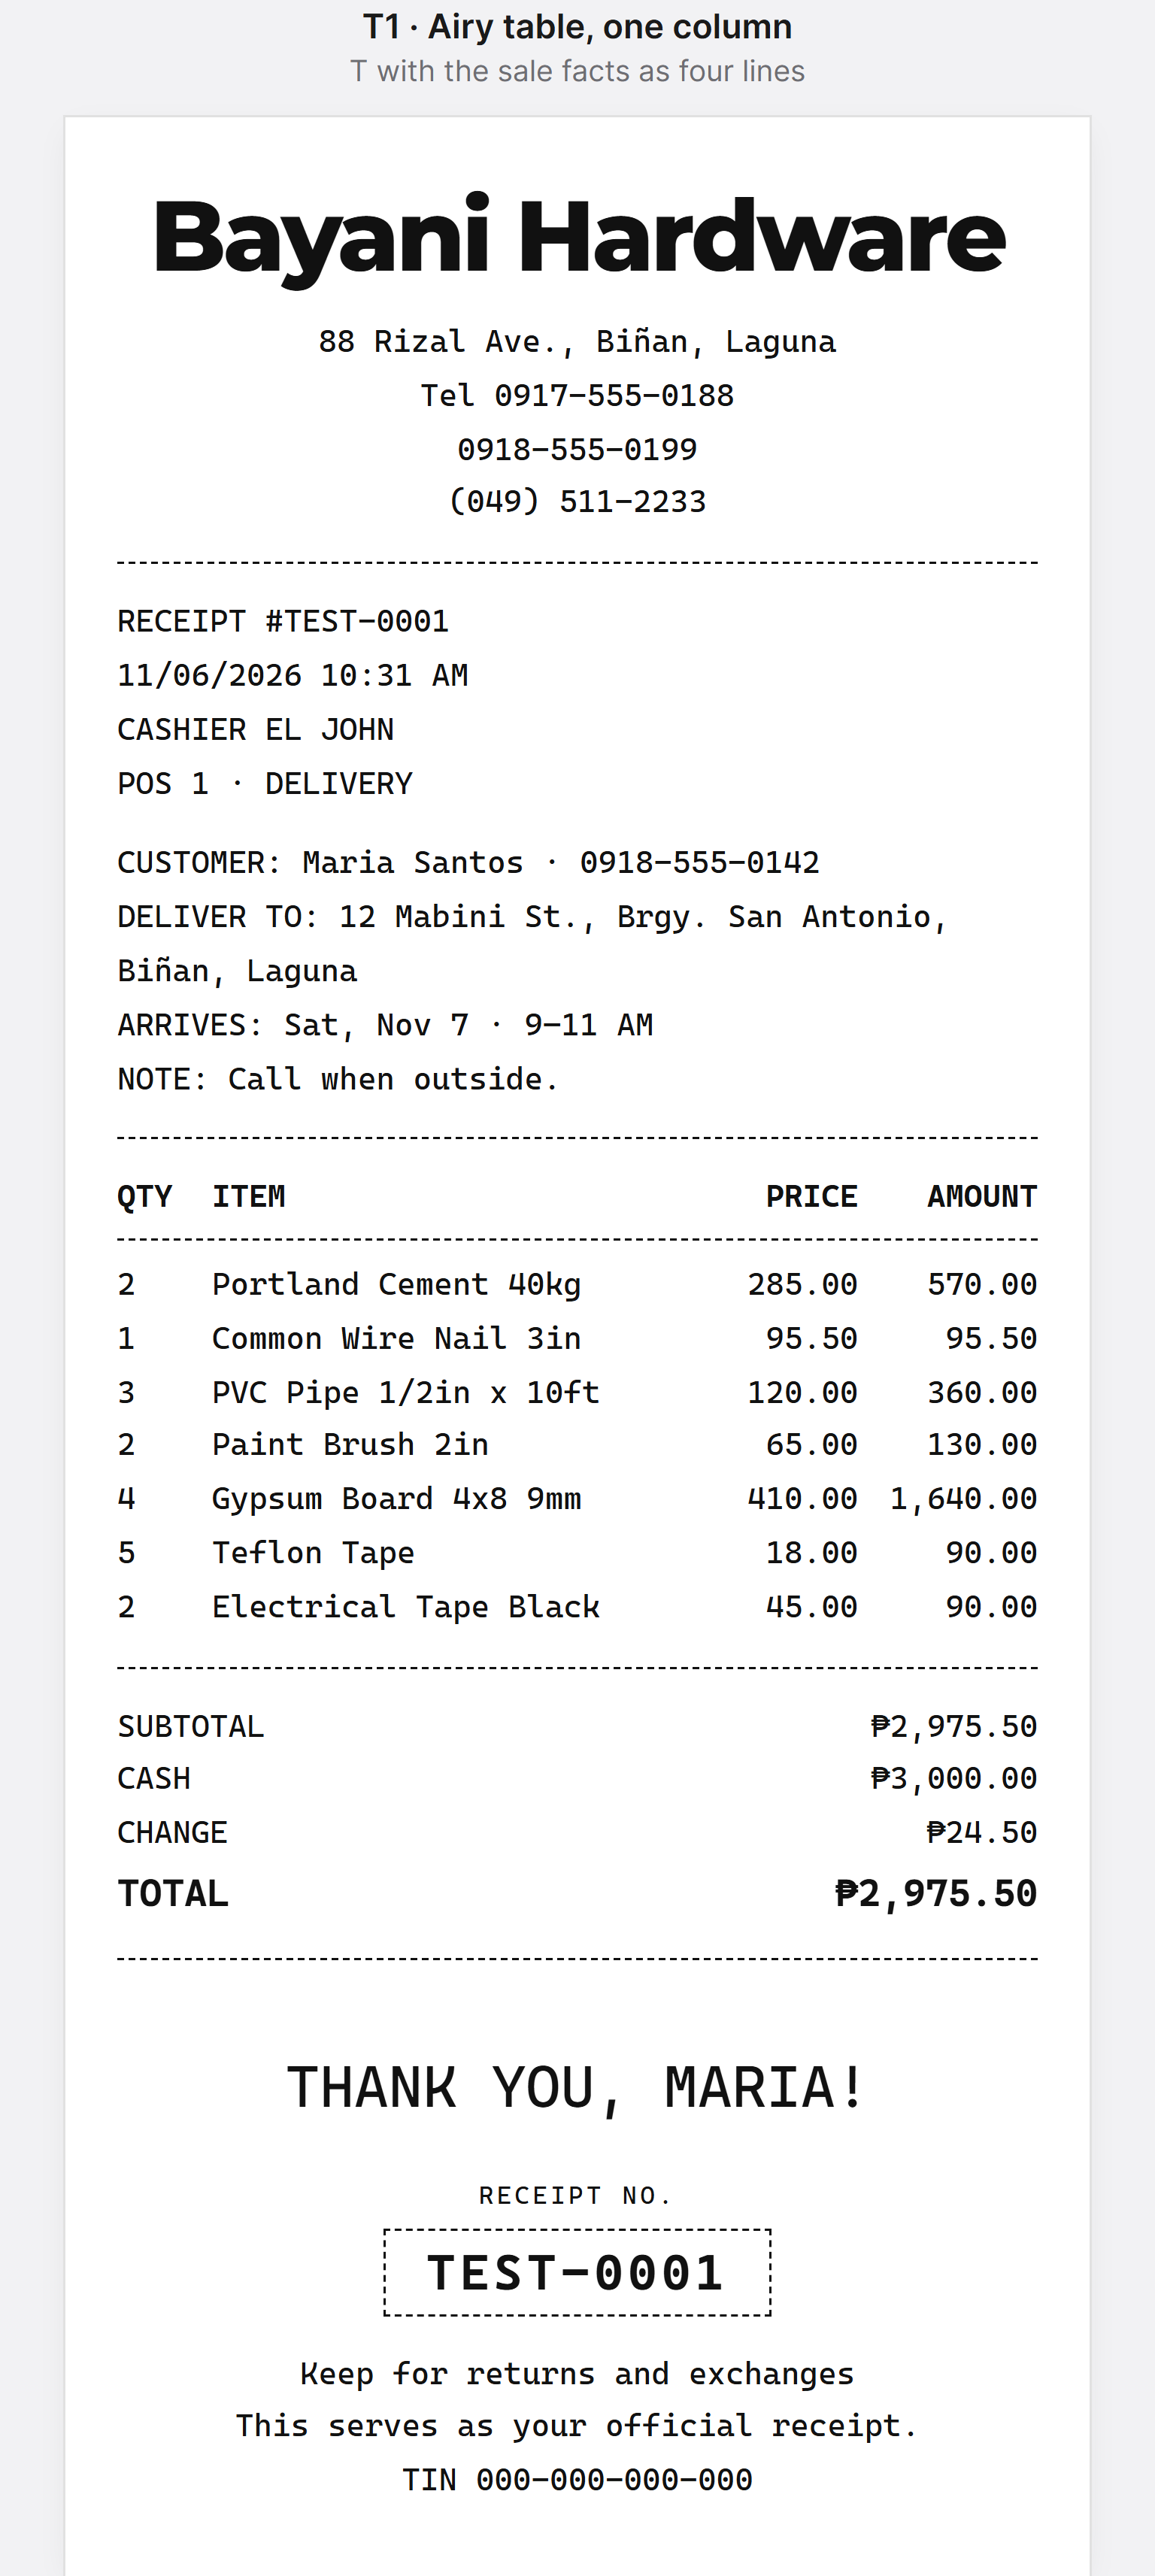 T1 · Airy table, one column
T with the sale facts as four lines
Bayani Hardware
88 Rizal Ave., Biñan, Laguna
Tel 0917-555-0188
0918-555-0199
(049) 511-2233
RECEIPT #TEST-0001
11/06/2026 10:31 AM
CASHIER EL JOHN
POS 1 · DELIVERY
CUSTOMER: Maria Santos · 0918-555-0142
DELIVER TO: 12 Mabini St., Brgy. San Antonio,
Biñan, Laguna
ARRIVES: Sat, Nov 7 · 9–11 AM
NOTE: Call when outside.
QTY ITEM PRICE AMOUNT
2 Portland Cement 40kg 285.00 570.00
1 Common Wire Nail 3in 95.50 95.50
3 PVC Pipe 1/2in x 10ft 120.00 360.00
2 Paint Brush 2in 65.00 130.00
4 Gypsum Board 4x8 9mm 410.00 1,640.00
5 Teflon Tape 18.00 90.00
2 Electrical Tape Black 45.00 90.00
SUBTOTAL ₱2,975.50
CASH ₱3,000.00
CHANGE ₱24.50
TOTAL ₱2,975.50
THANK YOU, MARIA!
RECEIPT NO.
TEST-0001
Keep for returns and exchanges
This serves as your official receipt.
TIN 000-000-000-000